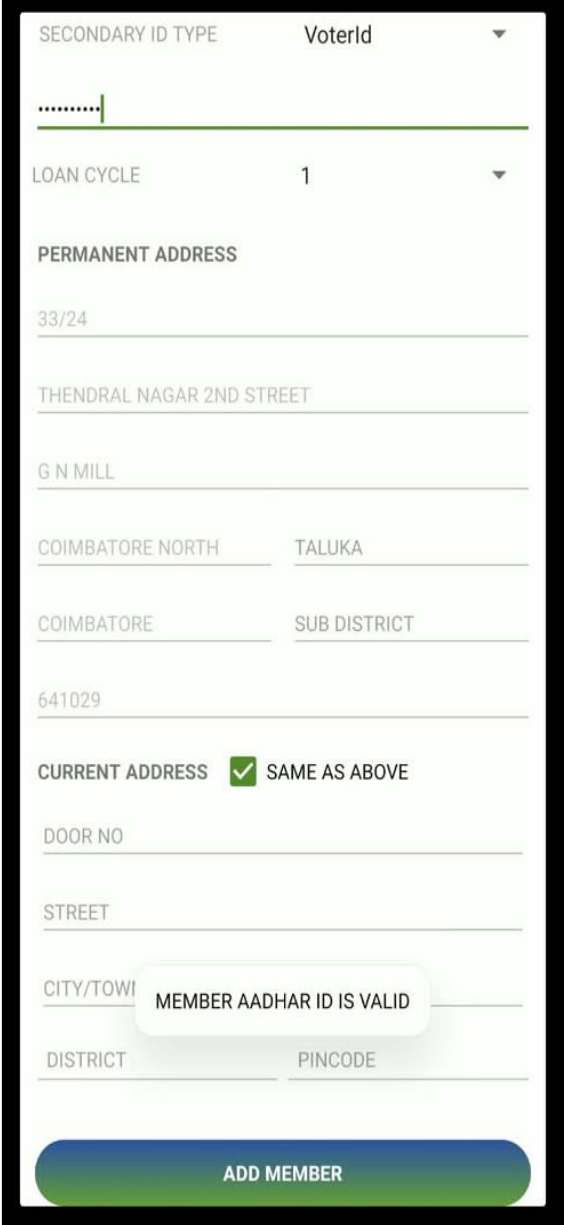 SECONDARY ID TYPE VoterId
••••••••••
LOAN CYCLE 1
PERMANENT ADDRESS
33/24
THENDRAL NAGAR 2ND STREET
G N MILL
COIMBATORE NORTH TALUKA
COIMBATORE SUB DISTRICT
641029
CURRENT ADDRESS SAME AS ABOVE
DOOR NO
STREET
CITY/TOWN
MEMBER AADHAR ID IS VALID
DISTRICT PINCODE
ADD MEMBER